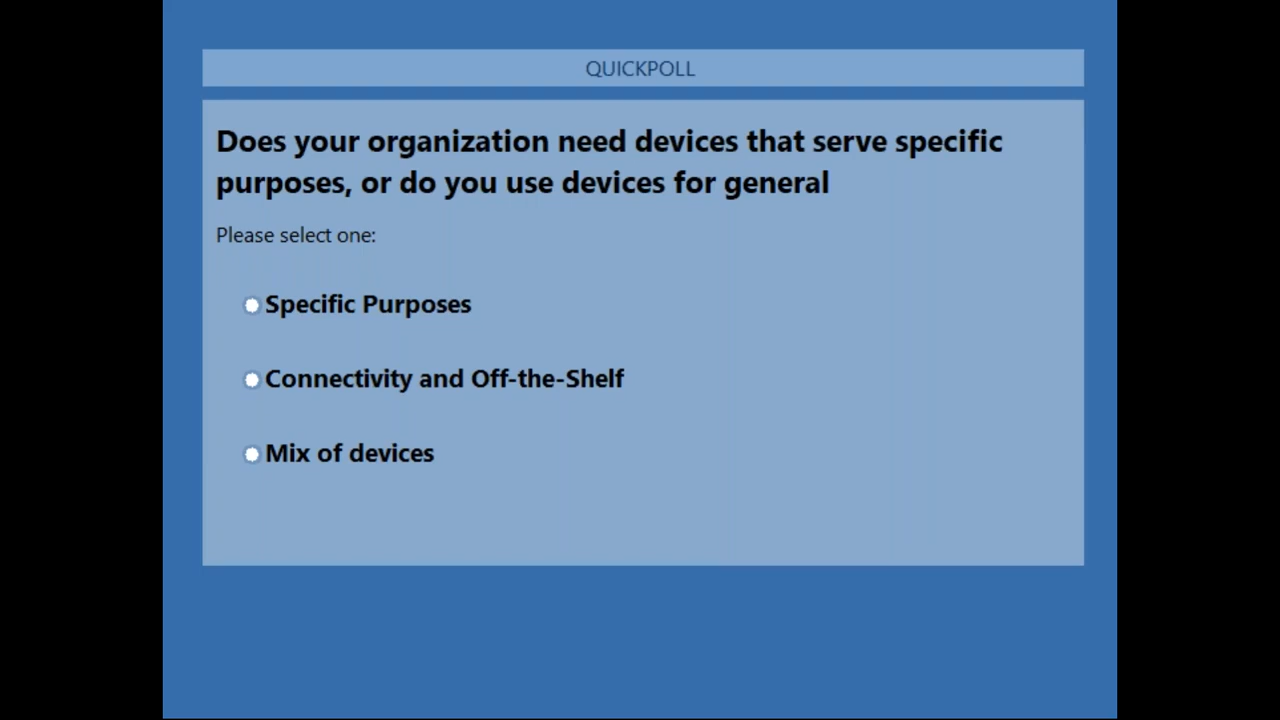 QUICKPOLL
Does your organization need devices that serve specific
purposes, or do you use devices for general
Please select one:
Specific Purposes
Connectivity and Off-the-Shelf
Mix of devices